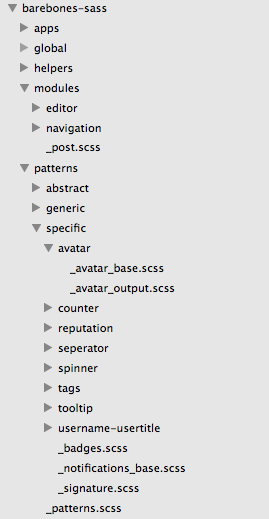 barebones-sass
apps
global
helpers
modules
editor
navigation
_post.scss
patterns
abstract
generic
specific
avatar
_avatar_base.scss
_avatar_output.scss
counter
reputation
seperator
spinner
tags
tooltip
username-usertitle
_badges.scss
_notifications_base.scss
_signature.scss
_patterns.scss